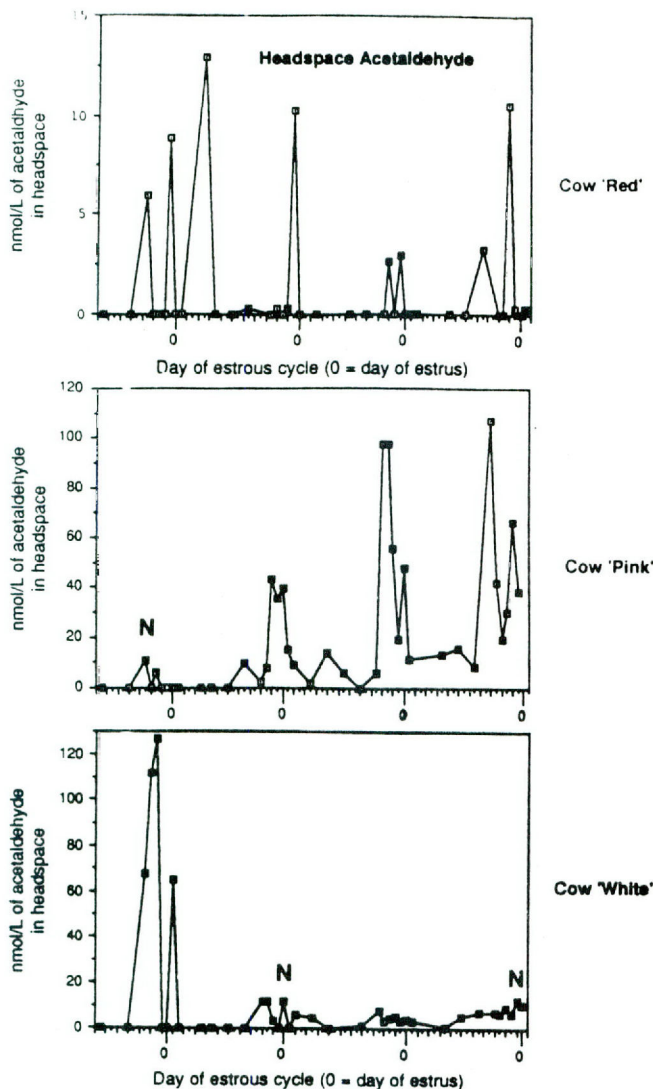 15
10
5
0
nmol/L of acetaldhyde
in headspace
Headspace Acetaldehyde
Cow 'Red'
0 0 0 0
Day of estrous cycle (0 = day of estrus)
120
100
80
60
40
20
0
nmol/L of acetaldehyde
in headspace
N
Cow 'Pink'
0 0 0 0
120
100
80
60
40
20
0
nmol/L of acetaldehyde
in headspace
N N
Cow 'White'
0 0 0 0
Day of estrous cycle (0 = day of estrus)